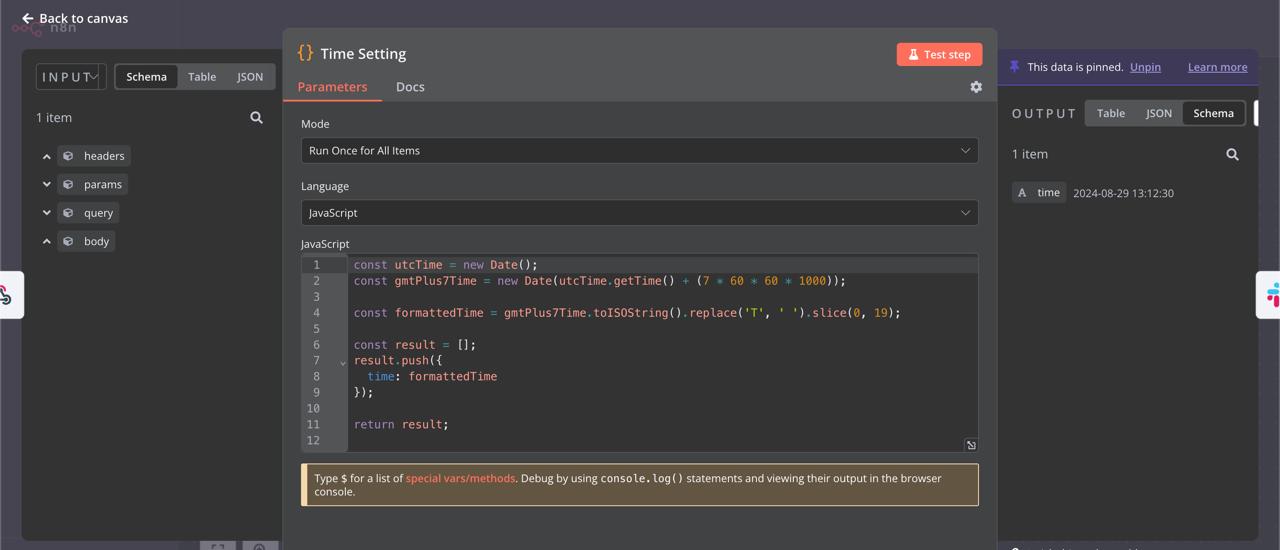 Back to canvas
n8n
INPUT
Schema
Table
JSON
1 item
headers
params
query
body
{} Time Setting
Test step
Parameters
Docs
Mode
Run Once for All Items
Language
JavaScript
JavaScript
1 const utcTime = new Date();
2 const gmtPlus7Time = new Date(utcTime.getTime() + (7 * 60 * 60 * 1000));
3
4 const formattedTime = gmtPlus7Time.toISOString().replace('T', ' ').slice(0, 19);
5
6 const result = [];
7 result.push({
8   time: formattedTime
9 });
10
11 return result;
12
Type $ for a list of special vars/methods. Debug by using console.log() statements and viewing their output in the browser
console.
This data is pinned. Unpin
Learn more
OUTPUT
Table
JSON
Schema
1 item
A time 2024-08-29 13:12:30